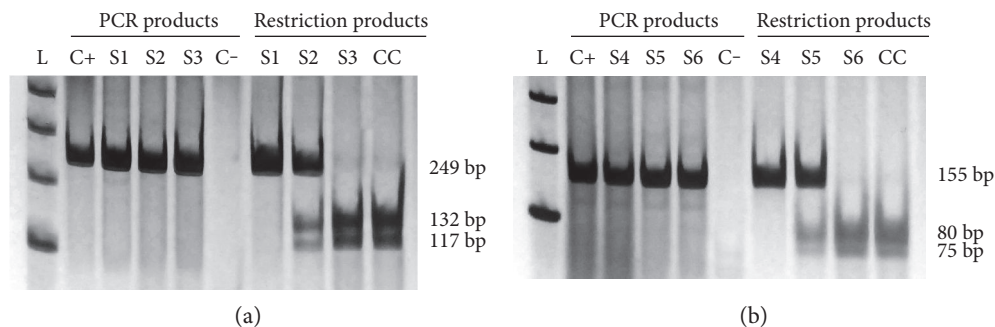 PCR products Restriction products
L C+ S1 S2 S3 C− S1 S2 S3 CC
249 bp
132 bp
117 bp
(a)
PCR products Restriction products
L C+ S4 S5 S6 C− S4 S5 S6 CC
155 bp
80 bp
75 bp
(b)